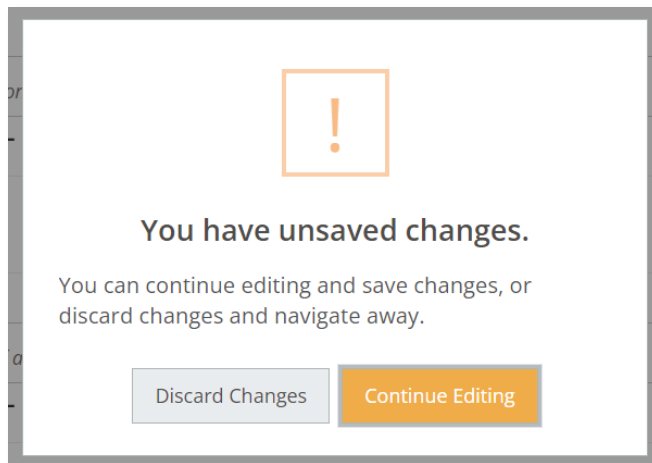 !
You have unsaved changes.
You can continue editing and save changes, or
discard changes and navigate away.
Discard Changes
Continue Editing